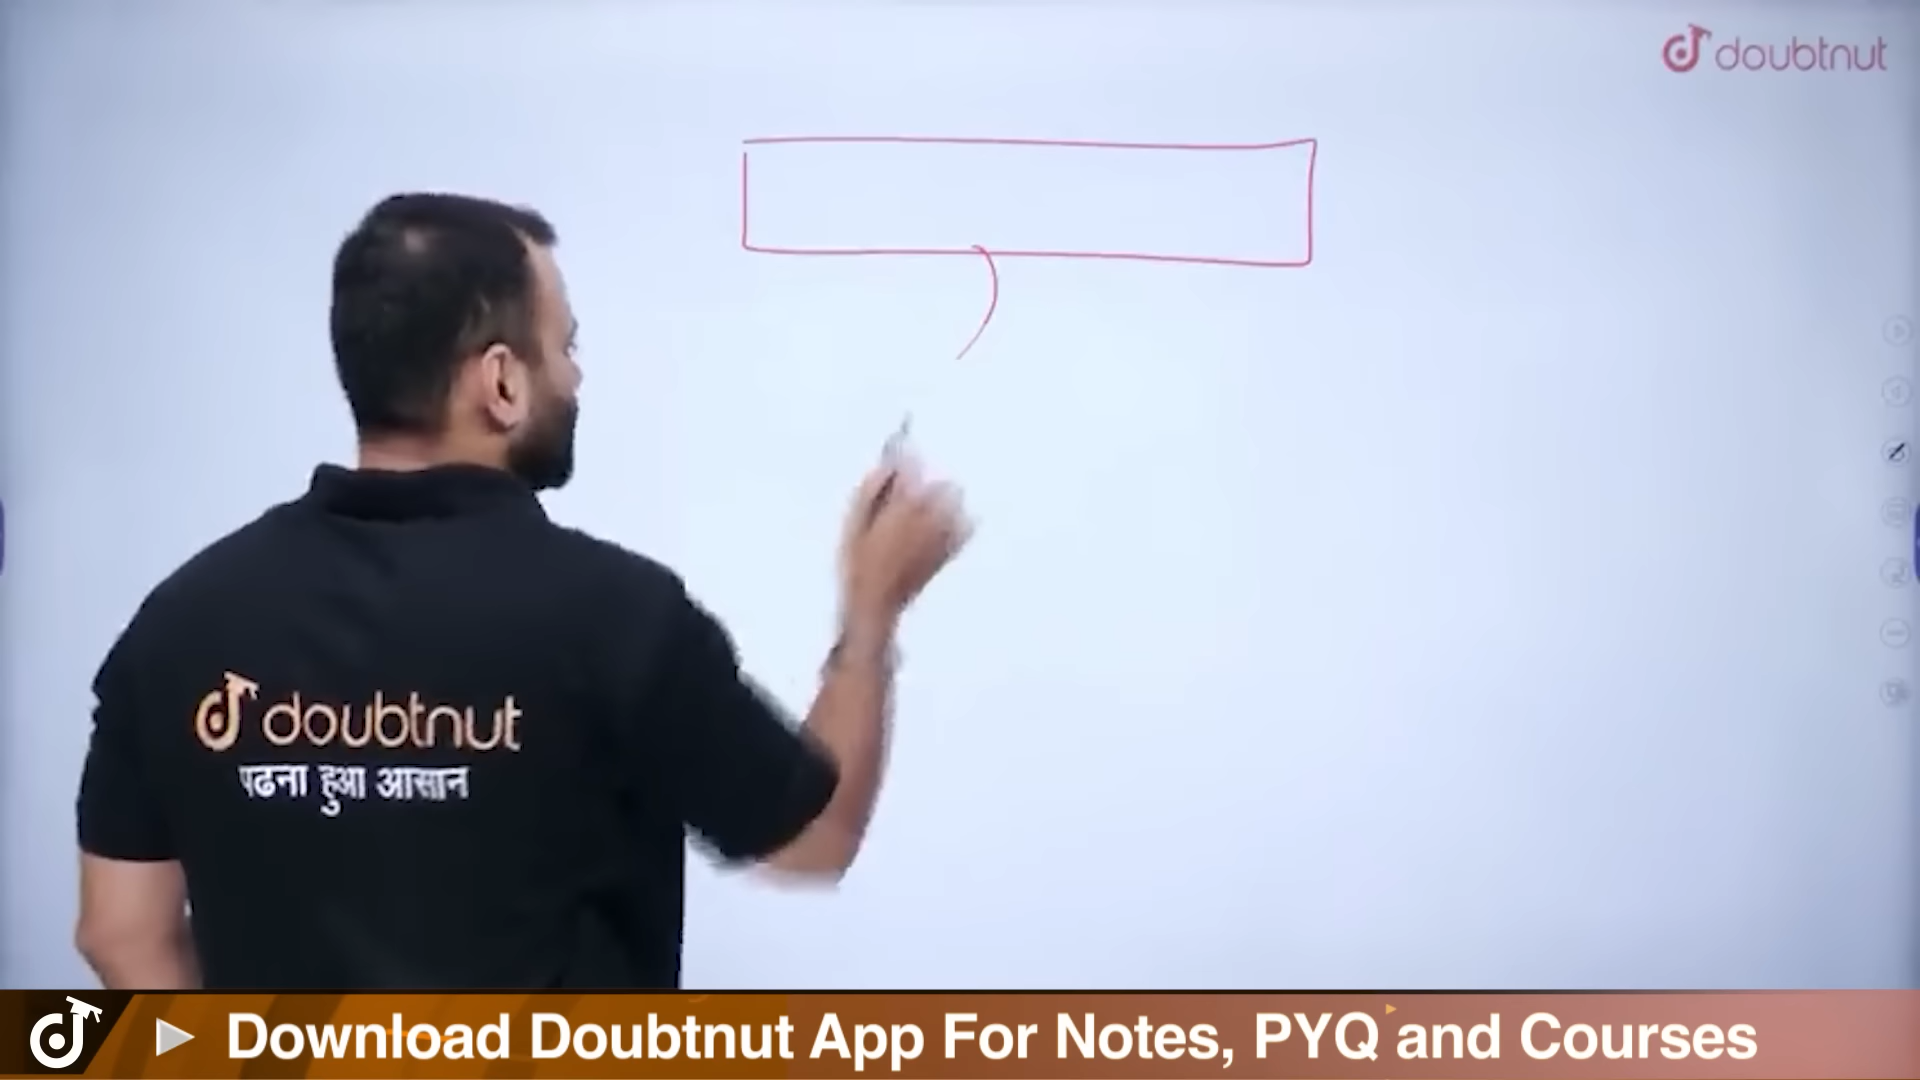 doubtnut
doubtnut
पढना हुआ आसान
Download Doubtnut App For Notes, PYQ and Courses